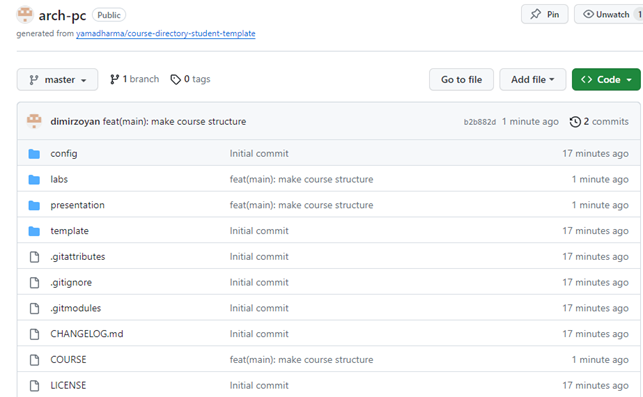 arch-pc Public Pin Unwatch 1
generated from yamadharma/course-directory-student-template
master 1 branch 0 tags Go to file Add file Code
dimirzoyan feat(main): make course structure b2b882d 1 minute ago 2 commits
config Initial commit 17 minutes ago
labs feat(main): make course structure 1 minute ago
presentation feat(main): make course structure 1 minute ago
template Initial commit 17 minutes ago
.gitattributes Initial commit 17 minutes ago
.gitignore Initial commit 17 minutes ago
.gitmodules Initial commit 17 minutes ago
CHANGELOG.md Initial commit 17 minutes ago
COURSE feat(main): make course structure 1 minute ago
LICENSE Initial commit 17 minutes ago